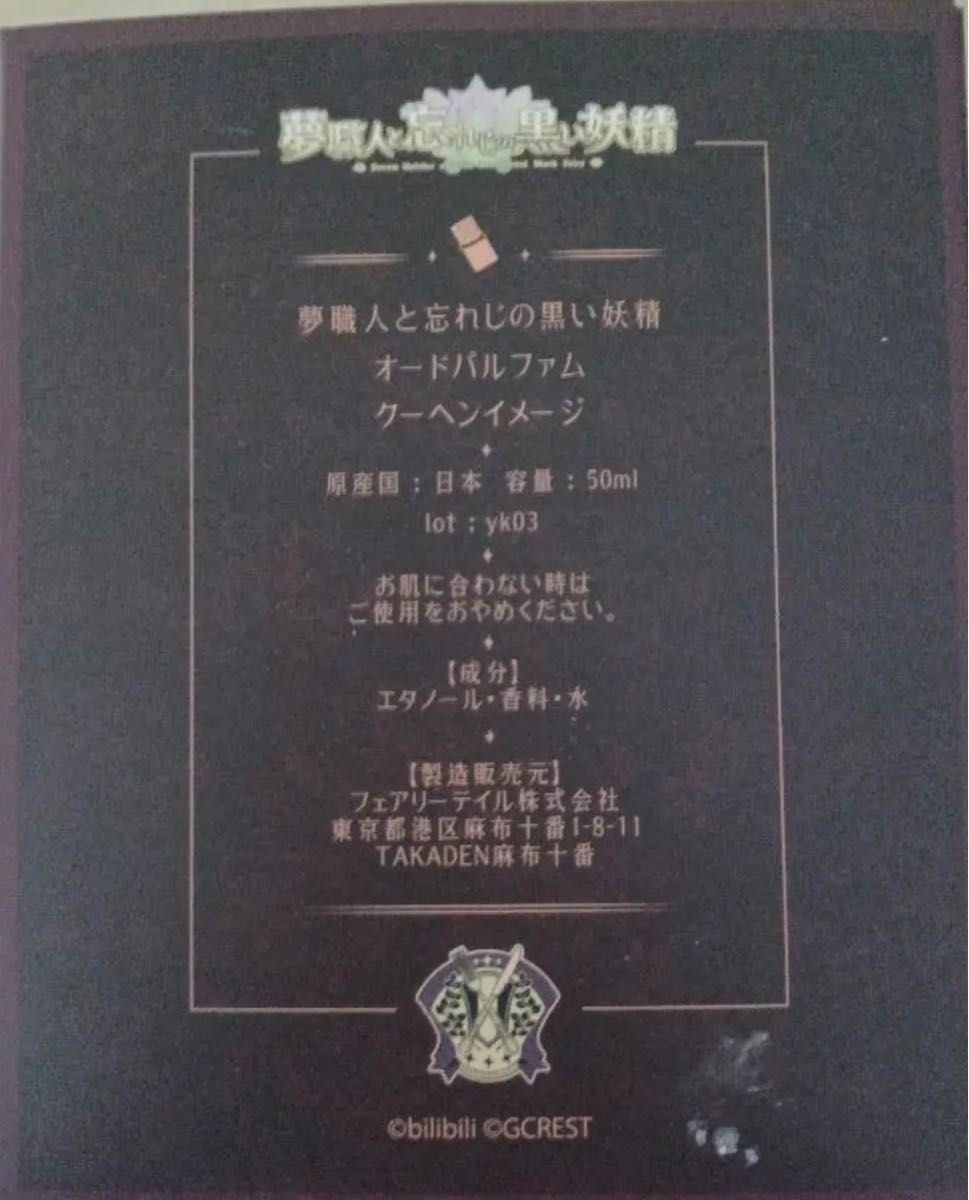 夢職人と忘れじの黒い妖精
夢職人と忘れじの黒い妖精
オードパルファム
クーヘンイメージ
原産国：日本 容量：50ml
lot：yk03
お肌に合わない時は
ご使用をおやめください。
【成分】
エタノール・香料・水
【製造販売元】
フェアリーテイル株式会社
東京都港区麻布十番1-8-11
TAKADEN麻布十番
©bilibili ©GCREST